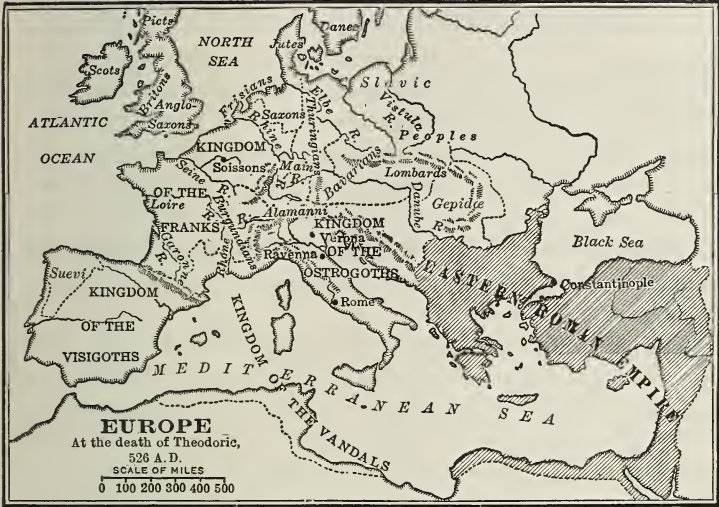 Picts
NORTH
SEA
Jutes
Danes
Scots
Britons
Anglo-
Saxons
Frisians
Saxons
Elbe
R.
Thuringians
Slavic
Vistula
R.
Peoples
ATLANTIC
OCEAN
KINGDOM
Soissons
Rhine
R.
Main
R.
Bavarians
Lombards
Seine
R.
OF THE
Loire
R.
FRANKS
Burgundians
R.
Alamanni
Danube
R.
Gepidæ
Garonne
R.
Rhône
KINGDOM
Verona
OF THE
Ravenna
OSTROGOTHS
Rome
Black Sea
Constantinople
EASTERN ROMAN EMPIRE
Suevi
KINGDOM
OF THE
VISIGOTHS
MEDITERRANEAN SEA
KINGDOM OF THE VANDALS
EUROPE
At the death of Theodoric,
526 A.D.
SCALE OF MILES
0 100 200 300 400 500